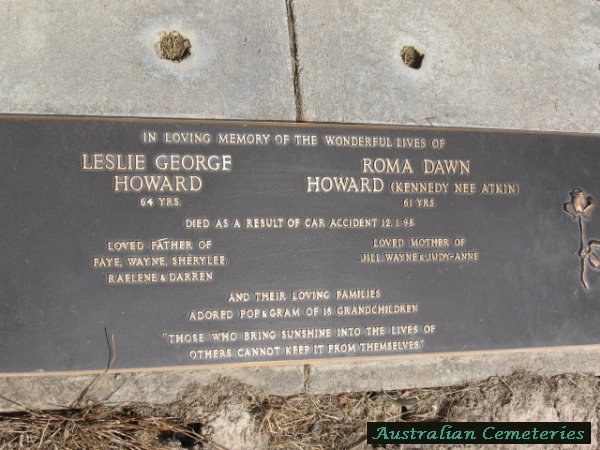 IN LOVING MEMORY OF THE WONDERFUL LIVES OF
LESLIE GEORGE
HOWARD
64 YRS.
ROMA DAWN
HOWARD (KENNEDY NEE ATKIN)
61 YRS.
DIED AS A RESULT OF CAR ACCIDENT 12.1.95
LOVED FATHER OF
FAYE, WAYNE, SHERYLEE,
RAELENE & DARREN
LOVED MOTHER OF
JILL, WAYNE & JUDY-ANNE
AND THEIR LOVING FAMILIES
ADORED POP & GRAM OF 18 GRANDCHILDREN
"THOSE WHO BRING SUNSHINE INTO THE LIVES OF
OTHERS CANNOT KEEP IT FROM THEMSELVES."
Australian Cemeteries